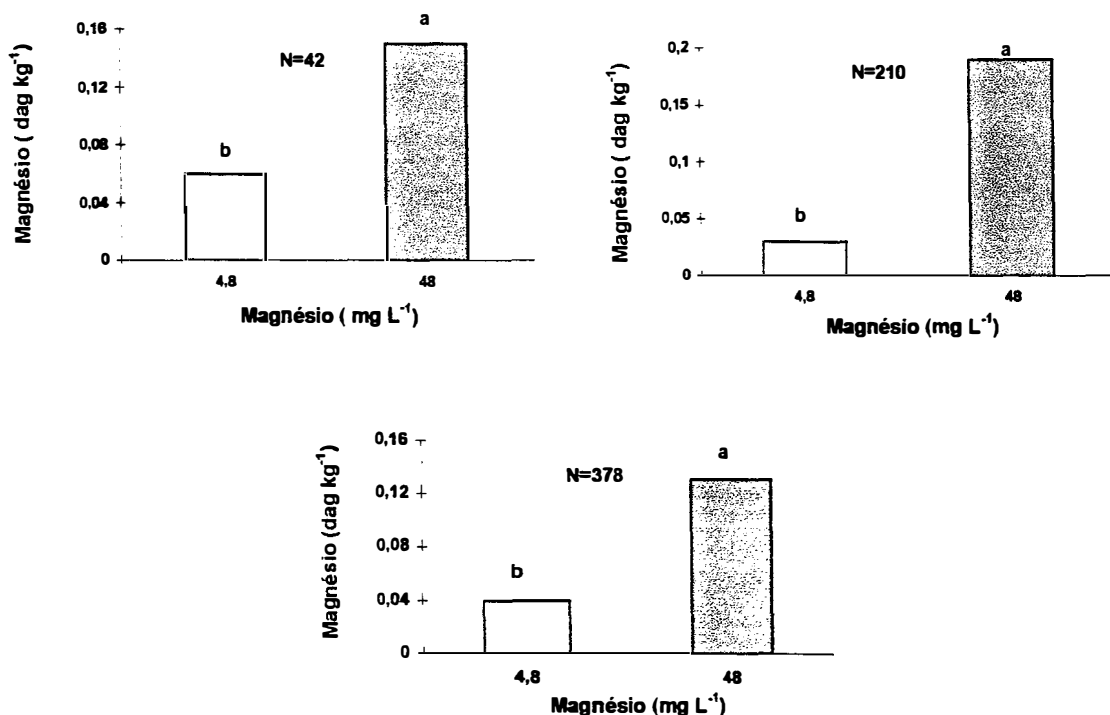 Magnésio ( dag kg⁻¹)
0,16
0,12
0,08
0,04
0
N=42
b
a
4,8
48
Magnésio ( mg L⁻¹)
Magnésio ( dag kg⁻¹)
0,2
0,15
0,1
0,05
0
N=210
b
a
4,8
48
Magnésio (mg L⁻¹)
Magnésio (dag kg⁻¹)
0,16
0,12
0,08
0,04
0
N=378
b
a
4,8
48
Magnésio (mg L⁻¹)